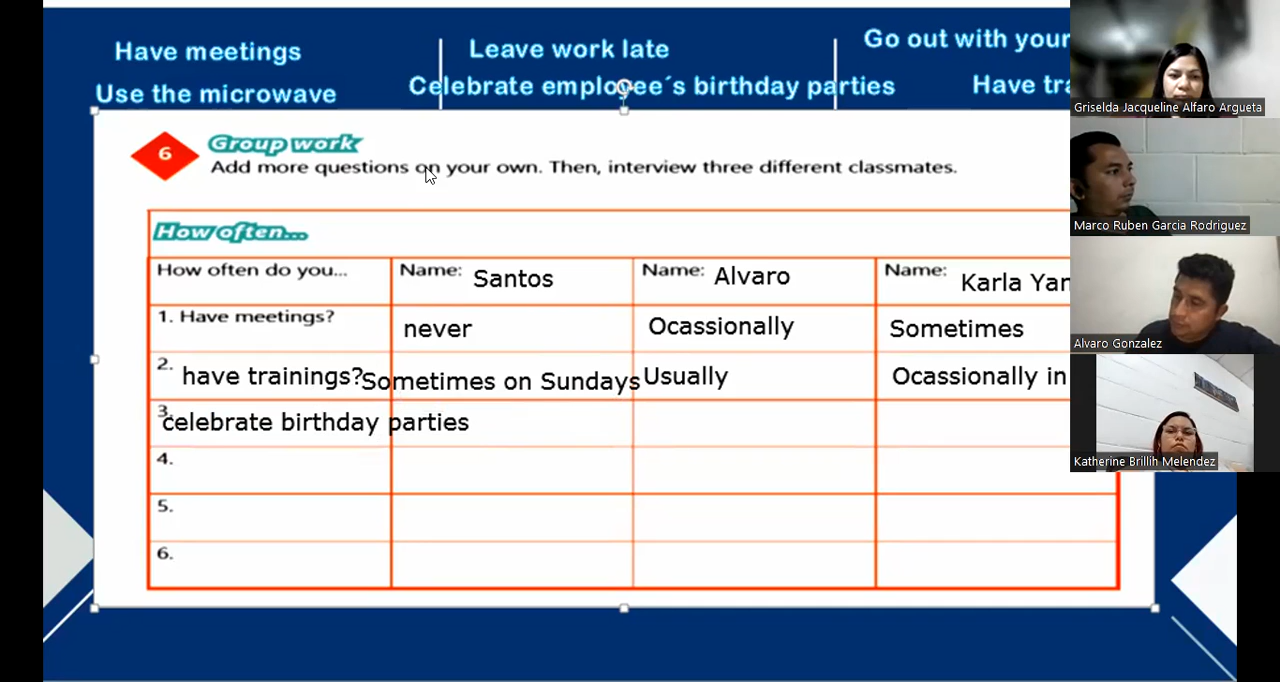 Have meetings
Leave work late
Go out with your
Use the microwave
Celebrate employee´s birthday parties
Have
6
Group work
Add more questions on your own. Then, interview three different classmates.
How often...
How often do you... Name: Santos Name: Alvaro Name: Karla
1. Have meetings? never Ocassionally Sometimes
2. have trainings? Sometimes on Sundays Usually Ocassionally in
3. celebrate birthday parties
4.
5.
6.
Griselda Jacqueline Alfaro Argueta
Marco Ruben Garcia Rodriguez
Alvaro Gonzalez
Katherine Brillih Melendez